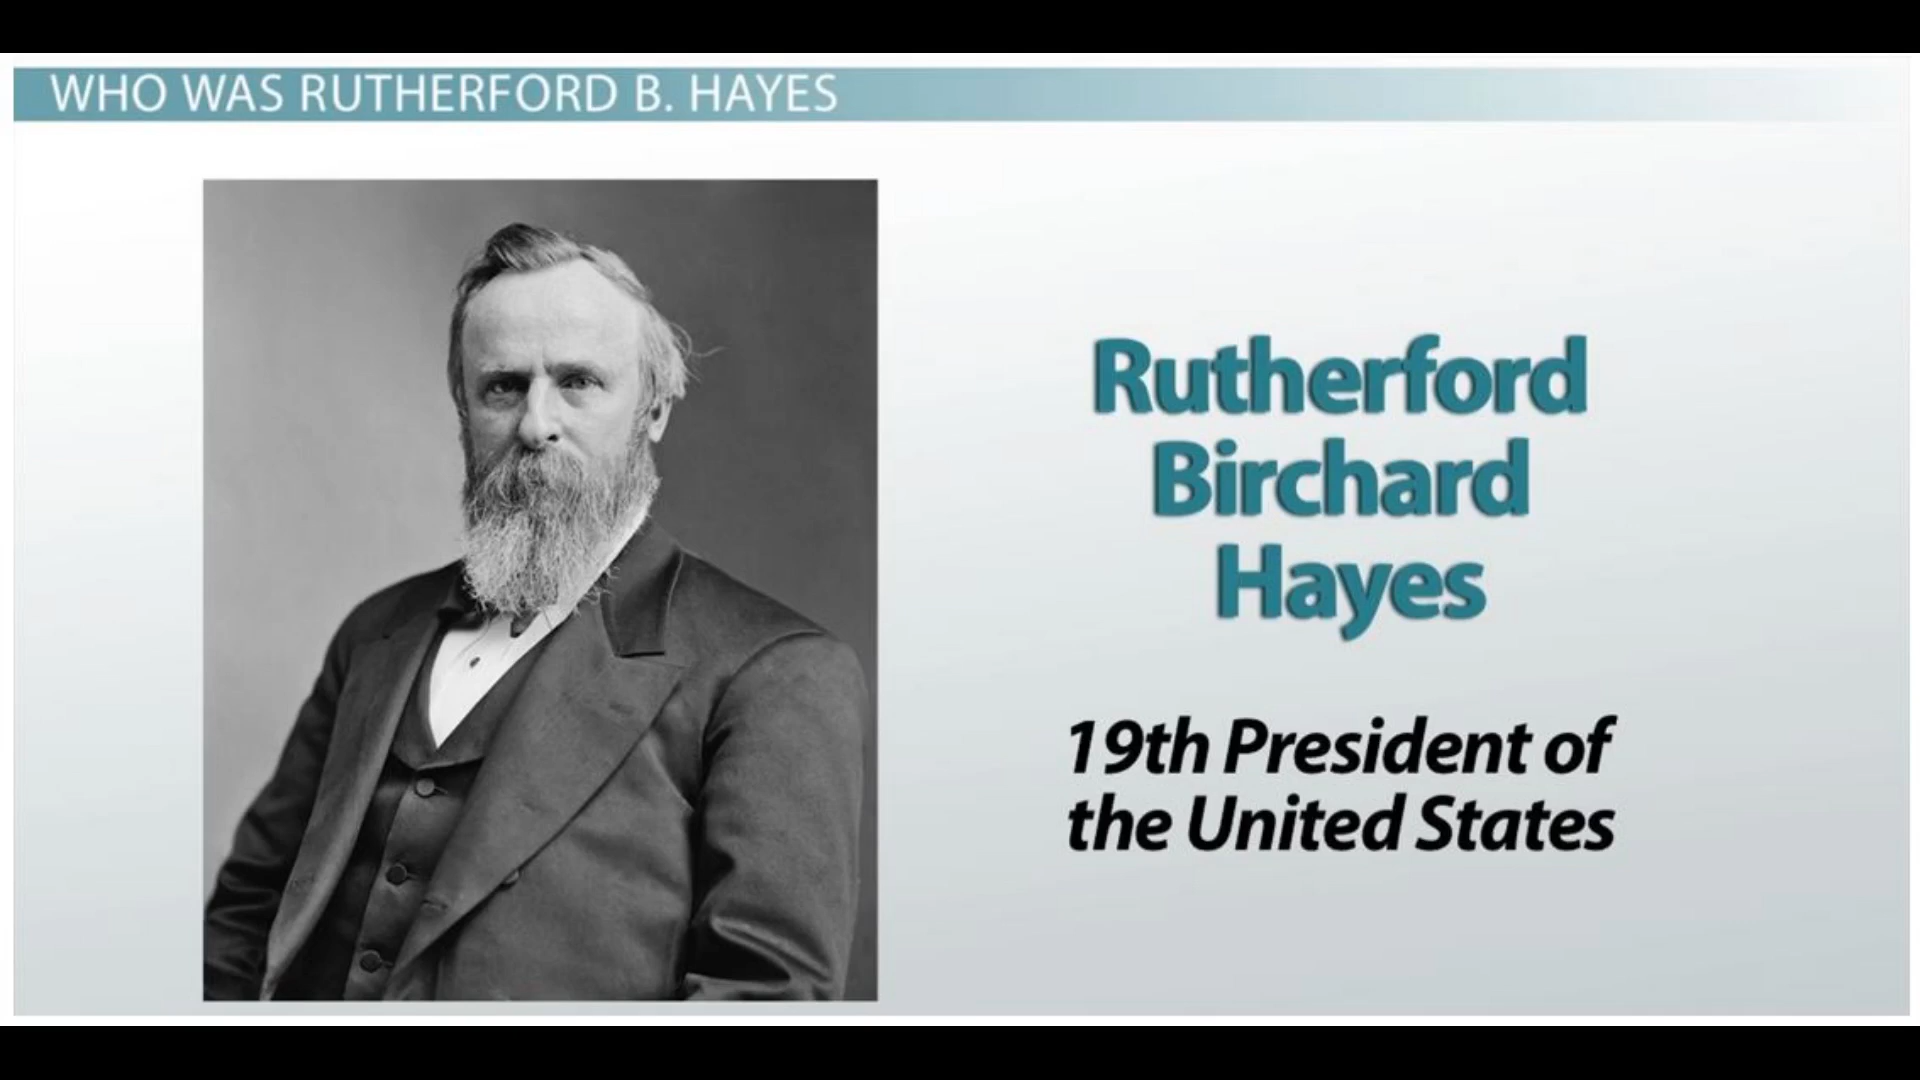 WHO WAS RUTHERFORD B. HAYES
Rutherford
Birchard
Hayes
19th President of
the United States